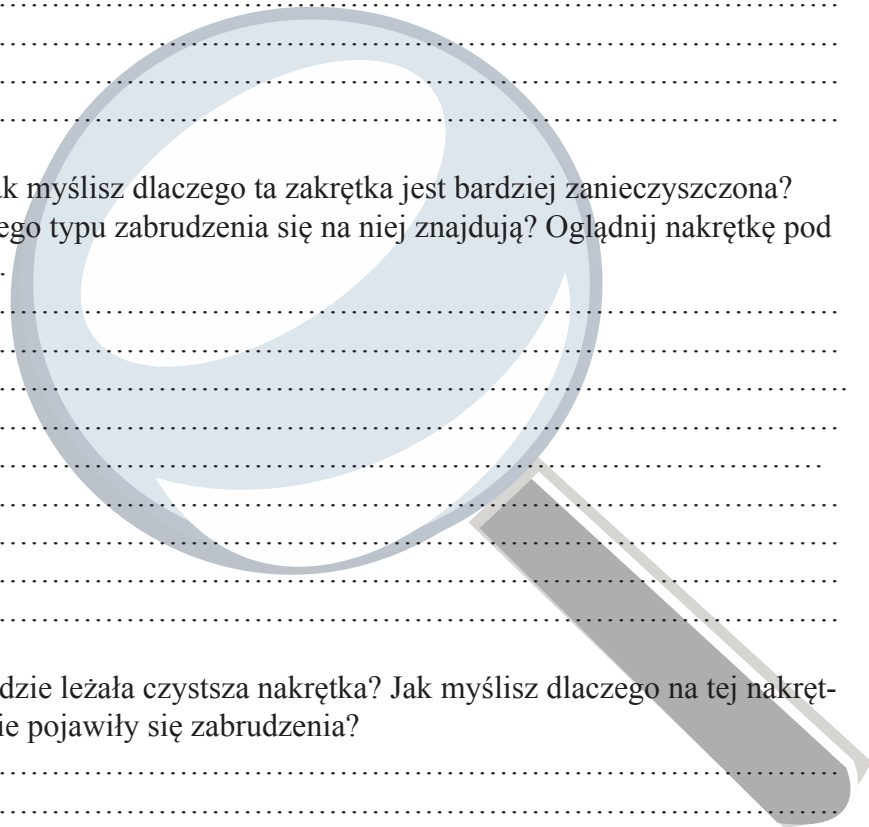 ak myślisz dlaczego ta zakrętka jest bardziej zanieczyszczona?
ego typu zabrudzenia się na niej znajdują? Oglądnij nakrętkę pod
.
dzie leżała czystsza nakrętka? Jak myślisz dlaczego na tej nakręt-
ie pojawiły się zabrudzenia?